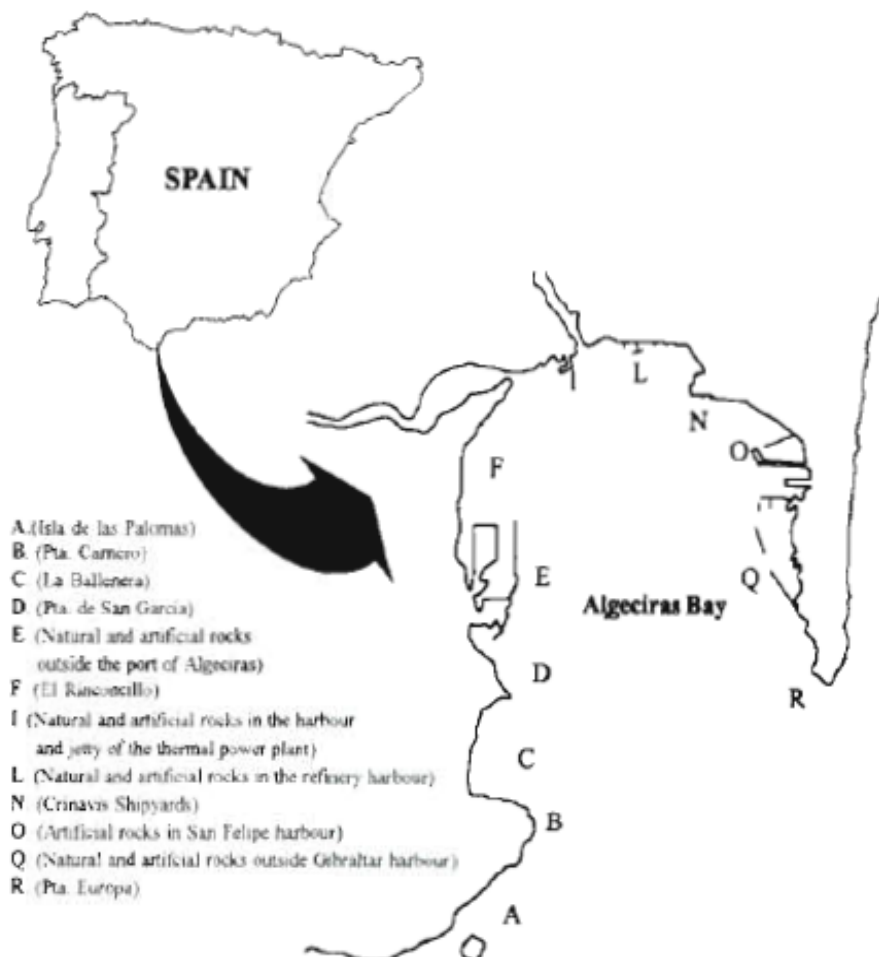 SPAIN
L
N
O
F
A.(Isla de las Palomas)
B (Pta. Carnero)
C (La Ballenera)
D (Pta. de San García)
E (Natural and artificial rocks
outside the port of Algeciras)
F (El Rinconcillo)
I (Natural and artificial rocks in the harbour
and jetty of the thermal power plant)
L (Natural and artificial rocks in the refinery harbour)
N (Crinavis Shipyards)
O (Artificial rocks in San Felipe harbour)
Q (Natural and artifcial rocks outside Gibraltar harbour)
R (Pta. Europa)
E
Q
Algeciras Bay
D
R
C
B
A